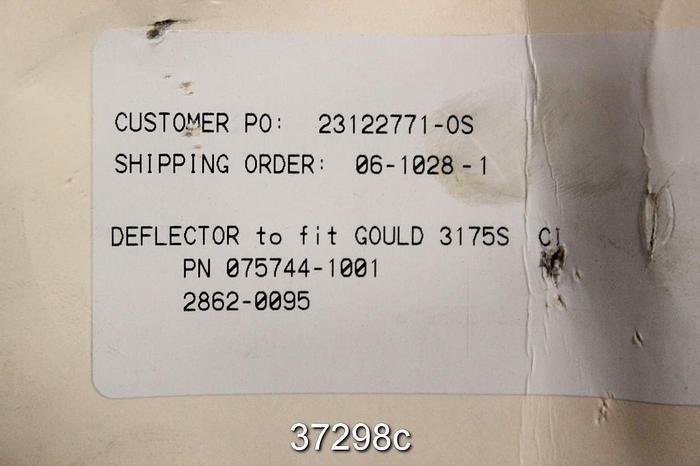 CUSTOMER PO: 23122771-OS
SHIPPING ORDER: 06-1028-1
DEFLECTOR to fit GOULD 3175S CI
PN 075744-1001
2862-0095
37298c